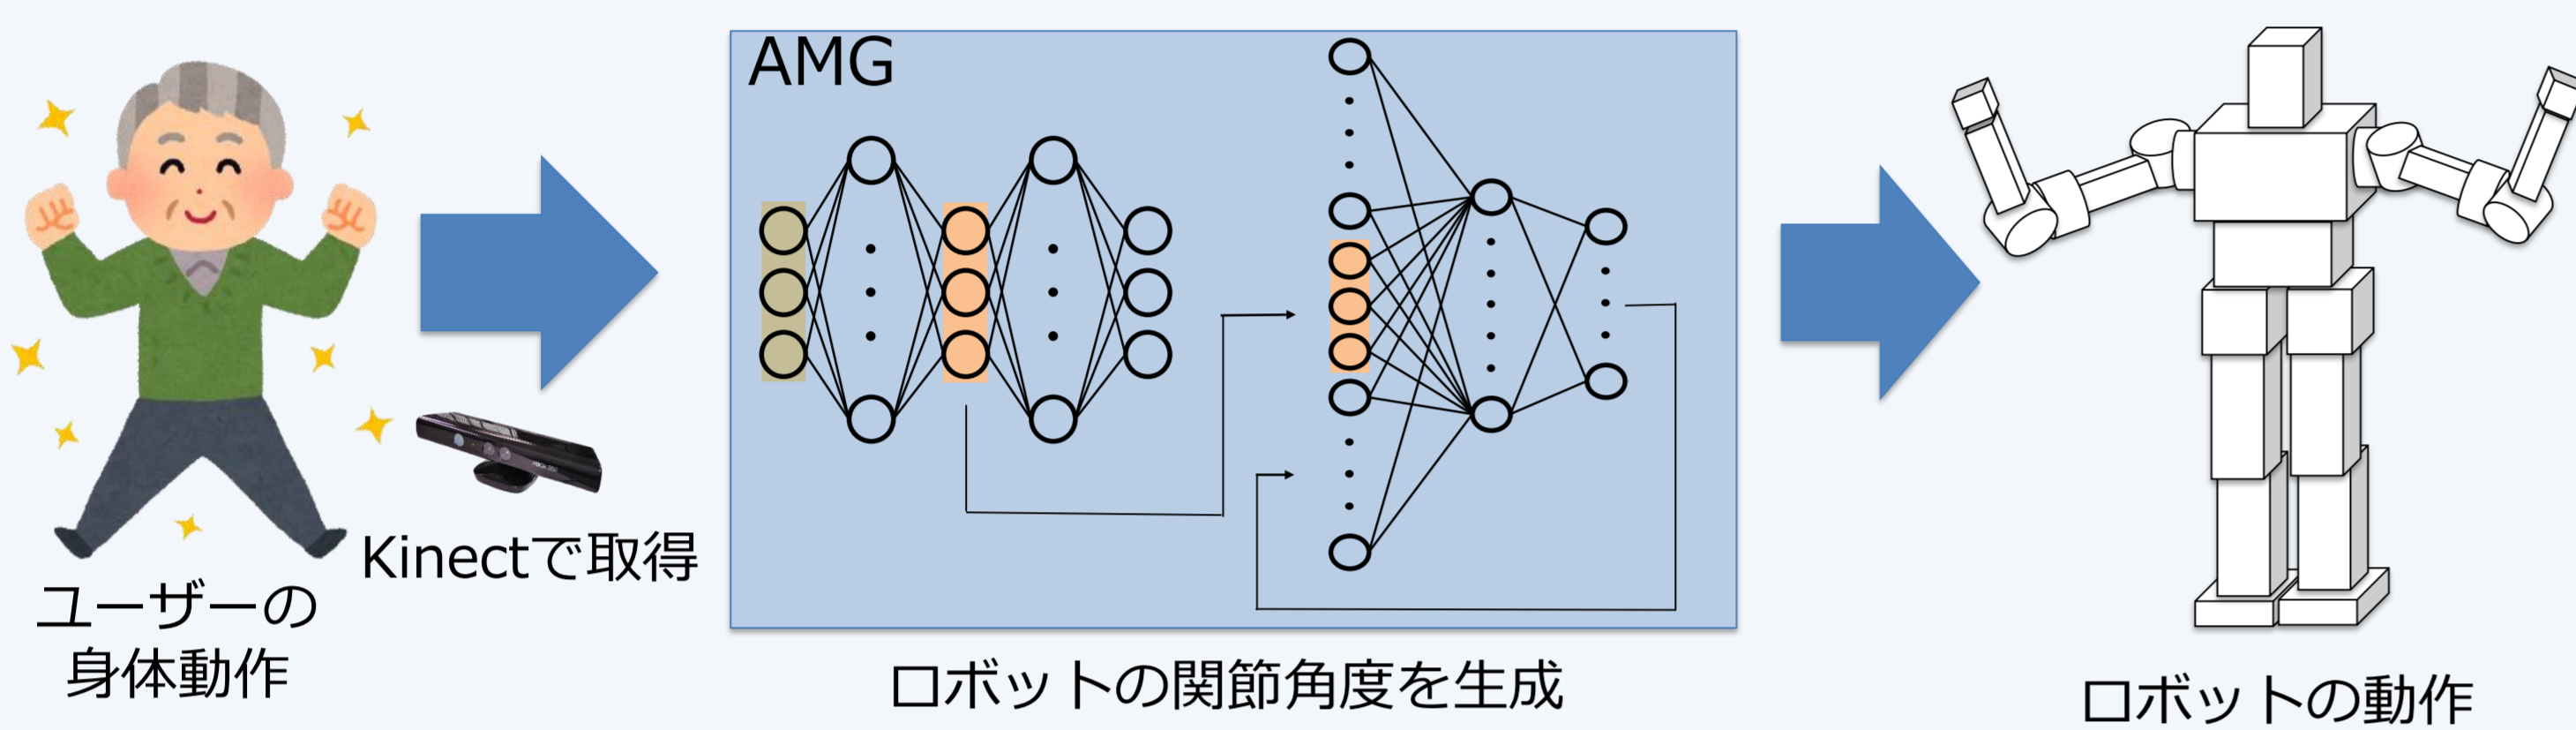 AMG
Kinectで取得
ユーザーの
身体動作
ロボットの関節角度を生成
ロボットの動作